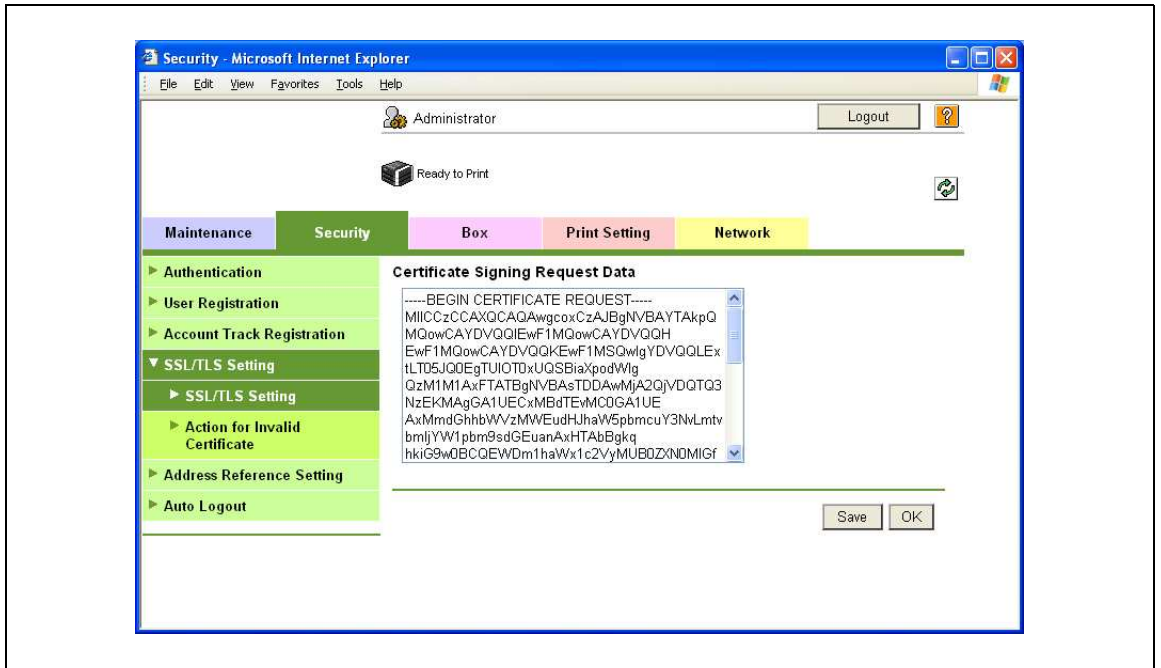 Security - Microsoft Internet Explorer
File Edit View Favorites Tools Help
Administrator
Logout
?
Ready to Print
Maintenance Security Box Print Setting Network
Authentication
User Registration
Account Track Registration
SSL/TLS Setting
SSL/TLS Setting
Action for Invalid
Certificate
Address Reference Setting
Auto Logout
Certificate Signing Request Data
-----BEGIN CERTIFICATE REQUEST-----
MIICCzCCAXQCAQAwgcoxCzAJBgNVBAYTAkpQ
MQowCAYDVQQIEwF1MQowCAYDVQQH
EwF1MQowCAYDVQQKEwF1MSQwIgYDVQQLEx
tLT05JQ0EgTUlOT0xUQSBiaXpodWIg
QzM1M1AxFTATBgNVBAsTDDAwMjA2QjVDQTQ3
NzEKMAgGA1UECxMBdTEvMC0GA1UE
AxMmdGhhbWVzMWEudHJhaW5pbmcuY3NvLmtv
bmljYW1pbm9sdGEuanAxHTAbBgkq
hkiG9w0BCQEWDm1haWx1c2VyMUB0ZXN0MIGf
Save OK